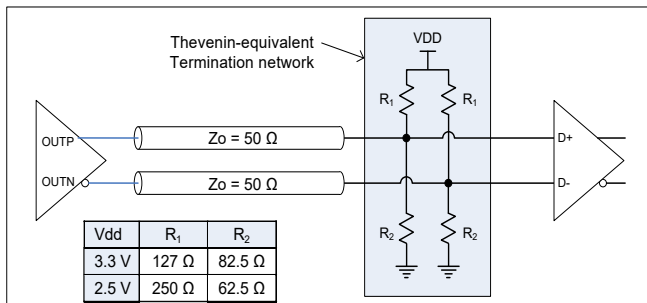 Thevenin-equivalent
Termination network
VDD
R1
R1
OUTP
Zo = 50 Ω
D+
OUTN
Zo = 50 Ω
D-
R2
R2
Vdd R1 R2
3.3 V 127 Ω 82.5 Ω
2.5 V 250 Ω 62.5 Ω